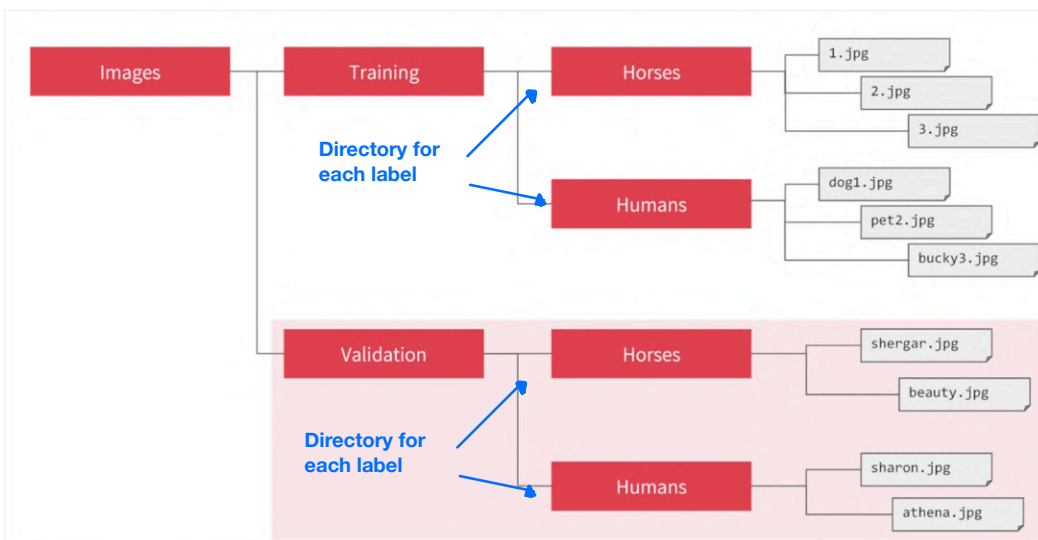 Images
Training
Horses
1.jpg
2.jpg
3.jpg
Directory for
each label
Humans
dog1.jpg
pet2.jpg
bucky3.jpg
Validation
Horses
shergar.jpg
beauty.jpg
Directory for
each label
Humans
sharon.jpg
athena.jpg